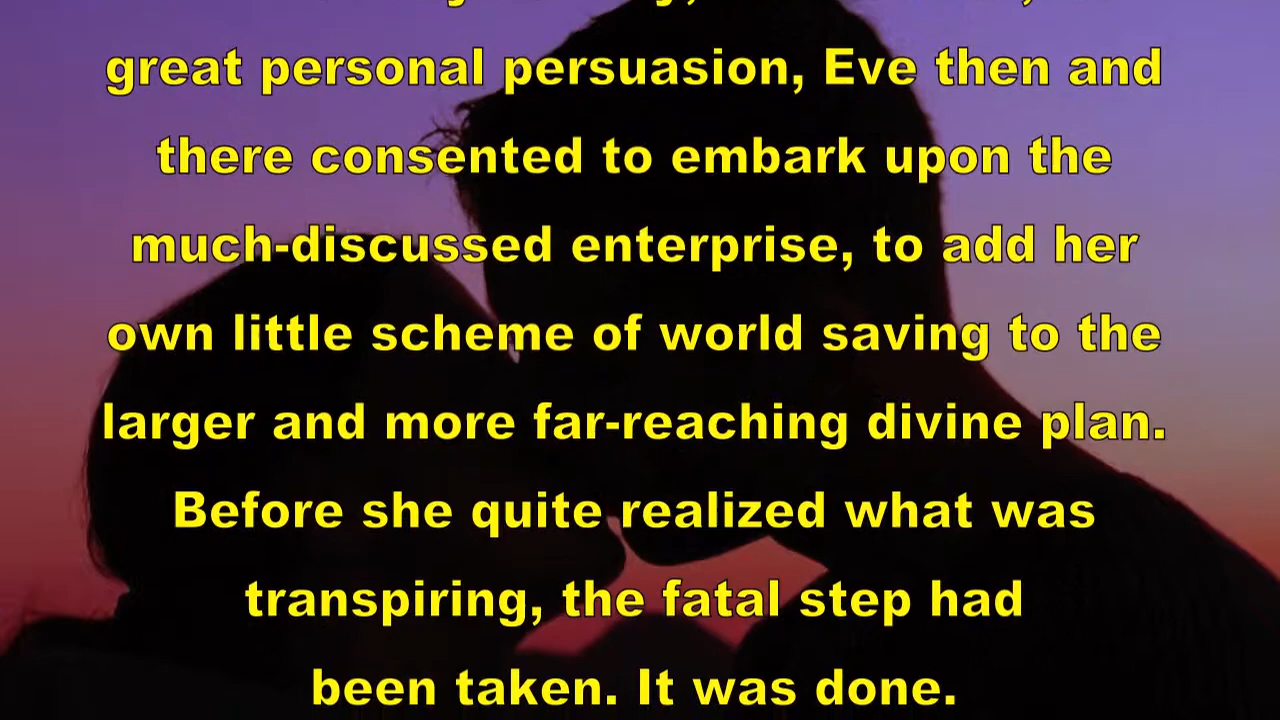 great personal persuasion, Eve then and
there consented to embark upon the
much-discussed enterprise, to add her
own little scheme of world saving to the
larger and more far-reaching divine plan.
Before she quite realized what was
transpiring, the fatal step had
been taken. It was done.